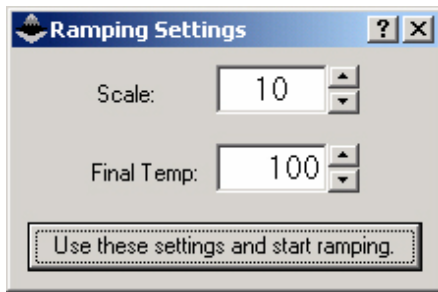 Ramping Settings
Scale: 10
Final Temp: 100
Use these settings and start ramping.